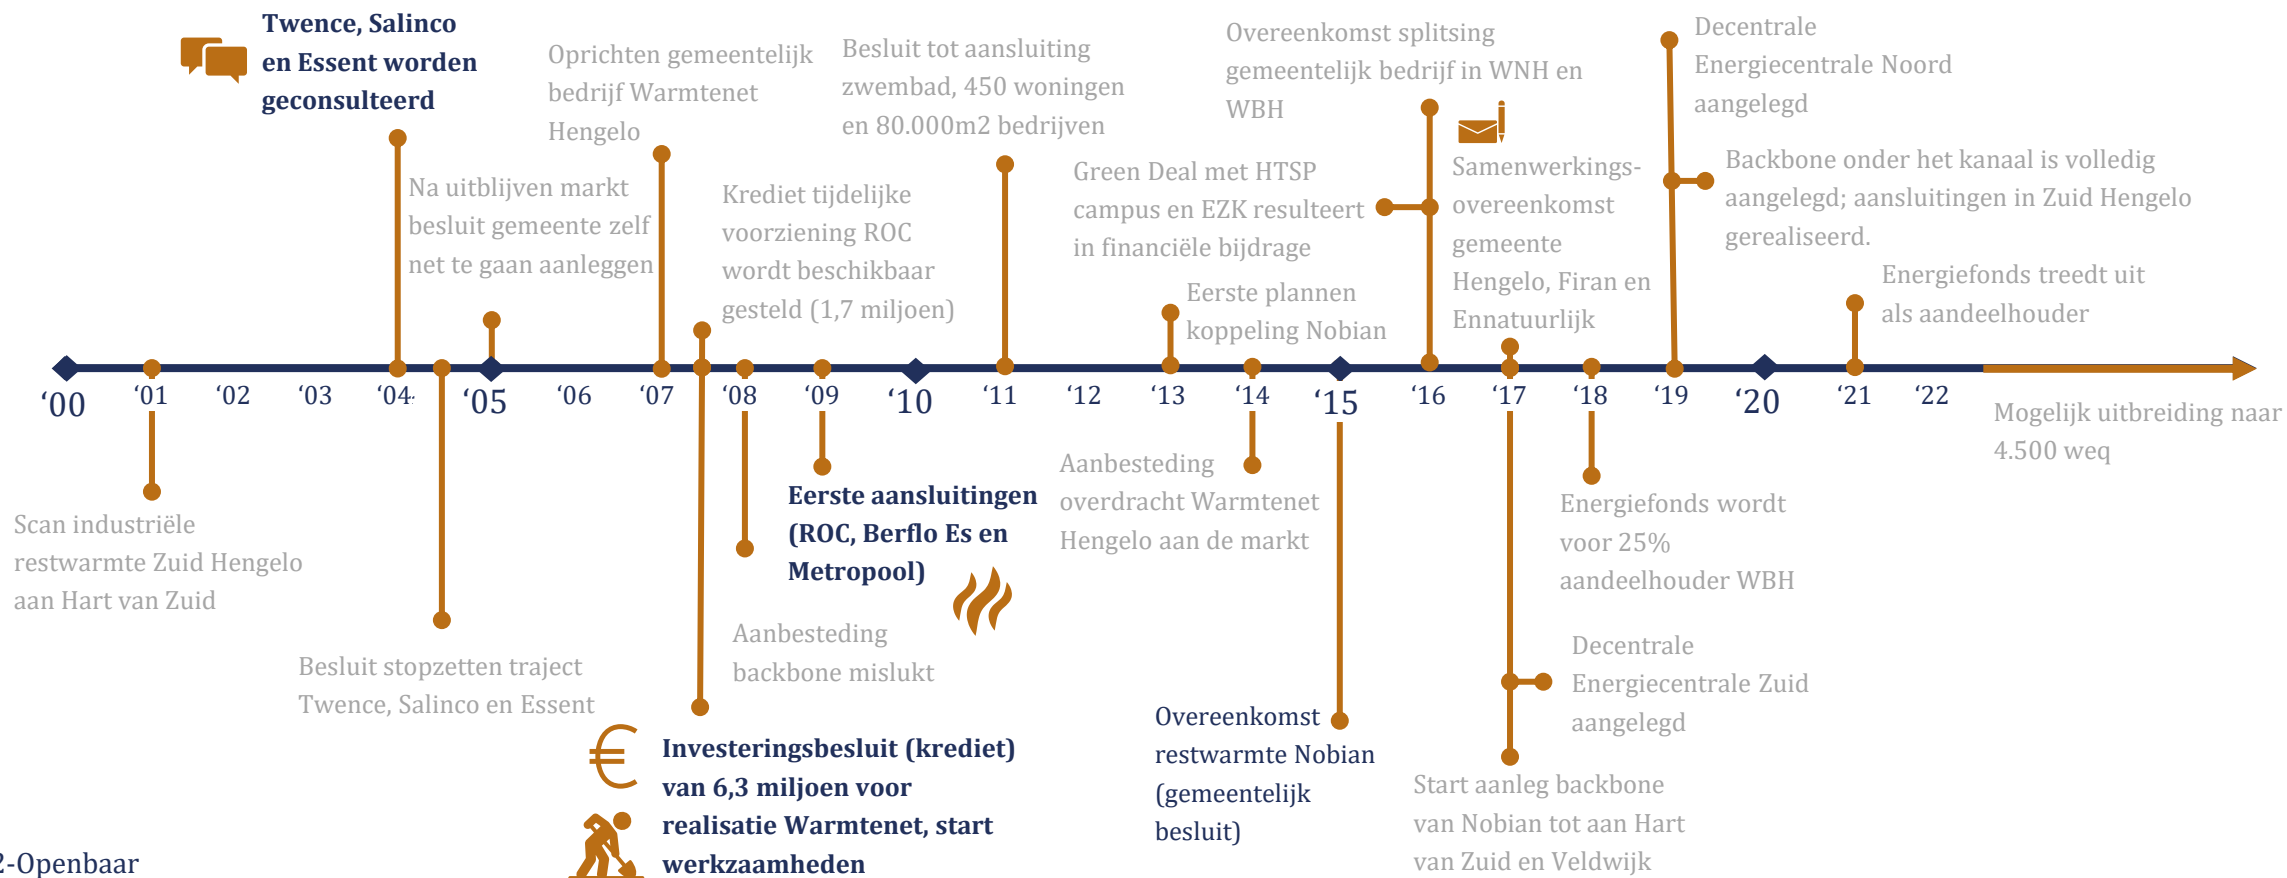 Twence, Salinco
en Essent worden
geconsulteerd
Na uitblijven markt
besluit gemeente zelf
net te gaan aanleggen
Oprichten gemeentelijk
bedrijf Warmtenet
Hengelo
Krediet tijdelijke
voorziening ROC
wordt beschikbaar
gesteld (1,7 miljoen)
Besluit tot aansluiting
zwembad, 450 woningen
en 80.000m2 bedrijven
Green Deal met HTSP
campus en EZK resulteert
in financiële bijdrage
Eerste plannen
koppeling Nobian
Overeenkomst splitsing
gemeentelijk bedrijf in WNH en
WBH
Samenwerkings-
overeenkomst
gemeente
Hengelo, Firan en
Ennatuurlijk
Decentrale
Energiecentrale Noord
aangelegd
Backbone onder het kanaal is volledig
aangelegd; aansluitingen in Zuid Hengelo
gerealiseerd.
Energiefonds treedt uit
als aandeelhouder
‘00 ‘01 ‘02 ‘03 ‘04 ‘05 ‘06 ‘07 ‘08 ‘09 ‘10 ‘11 ‘12 ‘13 ‘14 ‘15 ‘16 ‘17 ‘18 ‘19 ‘20 ‘21 ‘22
Mogelijk uitbreiding naar
4.500 weq
Scan industriële
restwarmte Zuid Hengelo
aan Hart van Zuid
Besluit stopzetten traject
Twence, Salinco en Essent
Investeringsbesluit (krediet)
van 6,3 miljoen voor
realisatie Warmtenet, start
werkzaamheden
Aanbesteding
backbone mislukt
Eerste aansluitingen
(ROC, Berflo Es en
Metropool)
Aanbesteding
overdracht Warmtenet
Hengelo aan de markt
Overeenkomst
restwarmte Nobian
(gemeentelijk
besluit)
Energiefonds wordt
voor 25%
aandeelhouder WBH
Decentrale
Energiecentrale Zuid
aangelegd
Start aanleg backbone
van Nobian tot aan Hart
van Zuid en Veldwijk
2-Openbaar